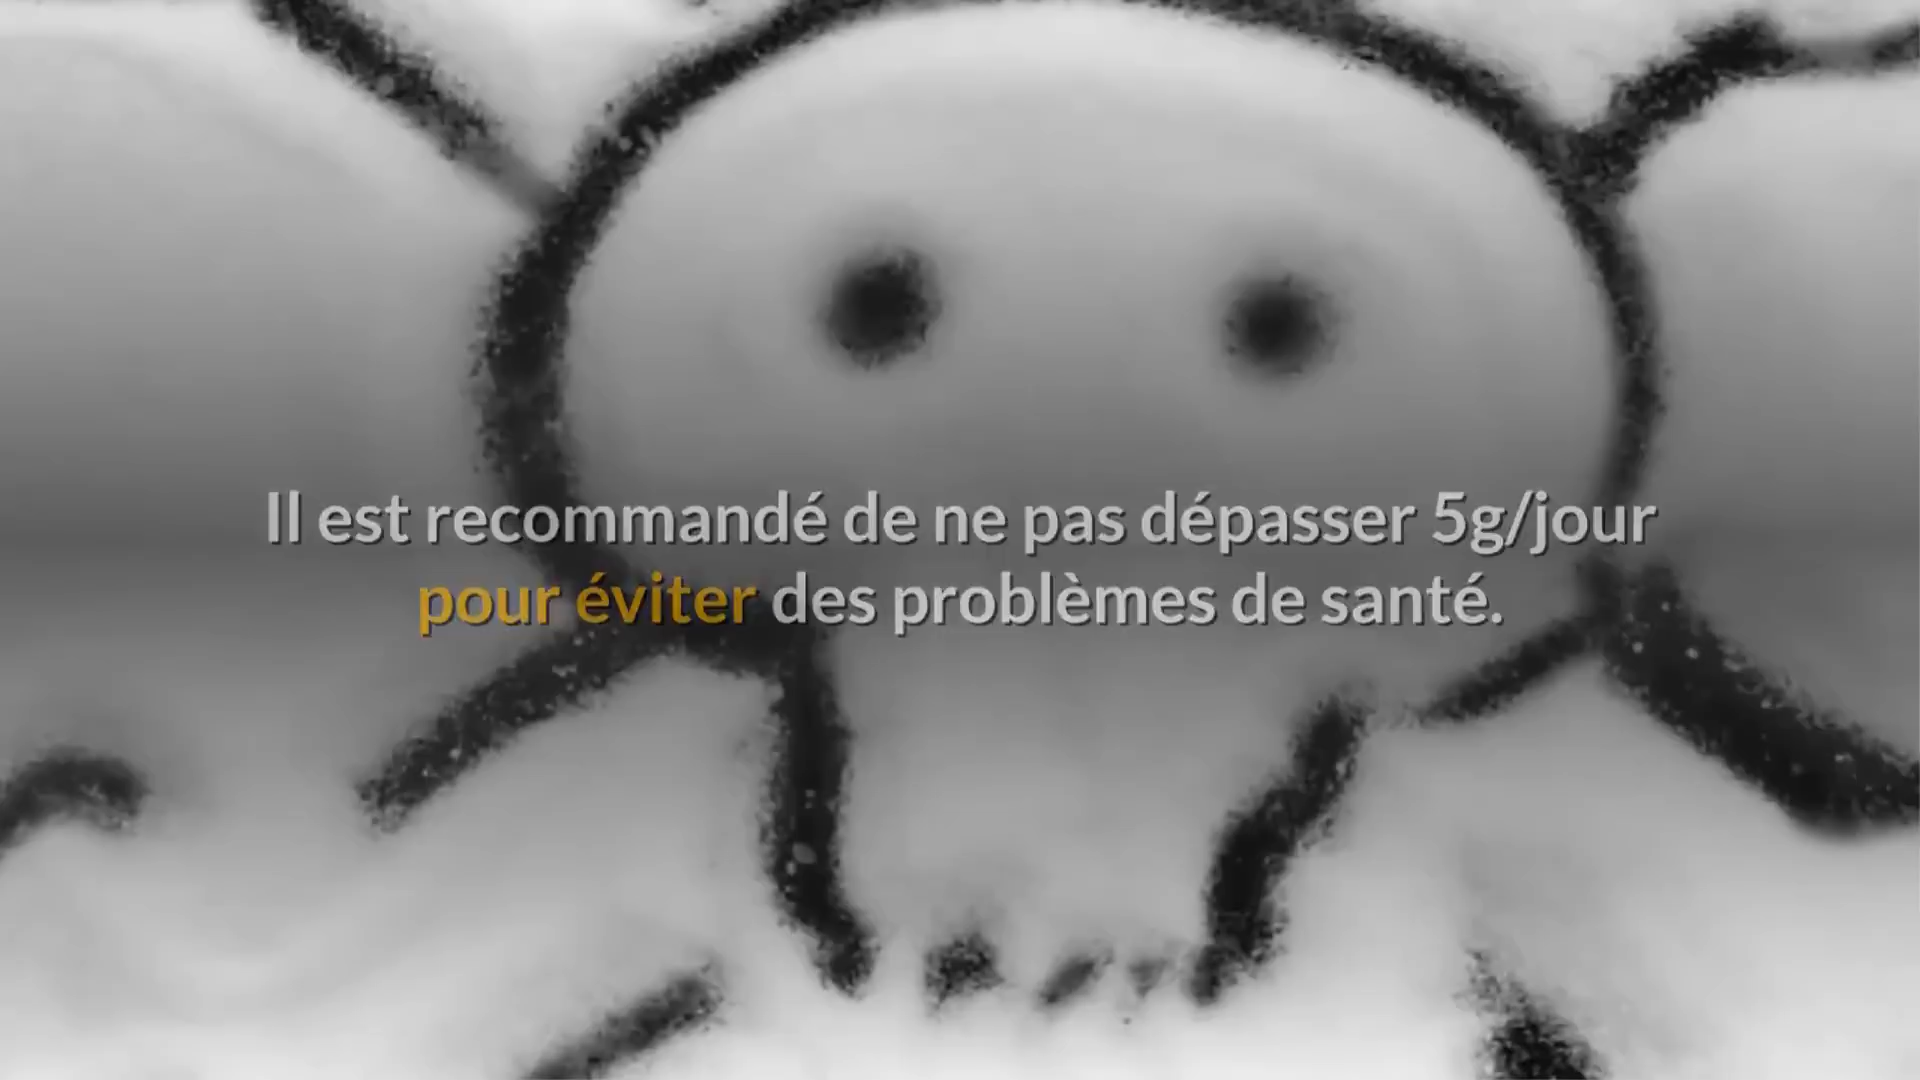 Il est recommandé de ne pas dépasser 5g/jour
pour éviter des problèmes de santé.